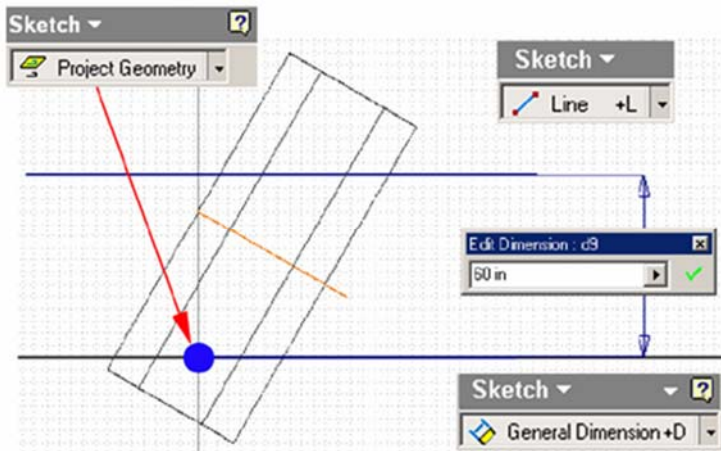 Sketch
Project Geometry
Sketch
Line +L
Edit Dimension : d9
60 in
Sketch
General Dimension +D